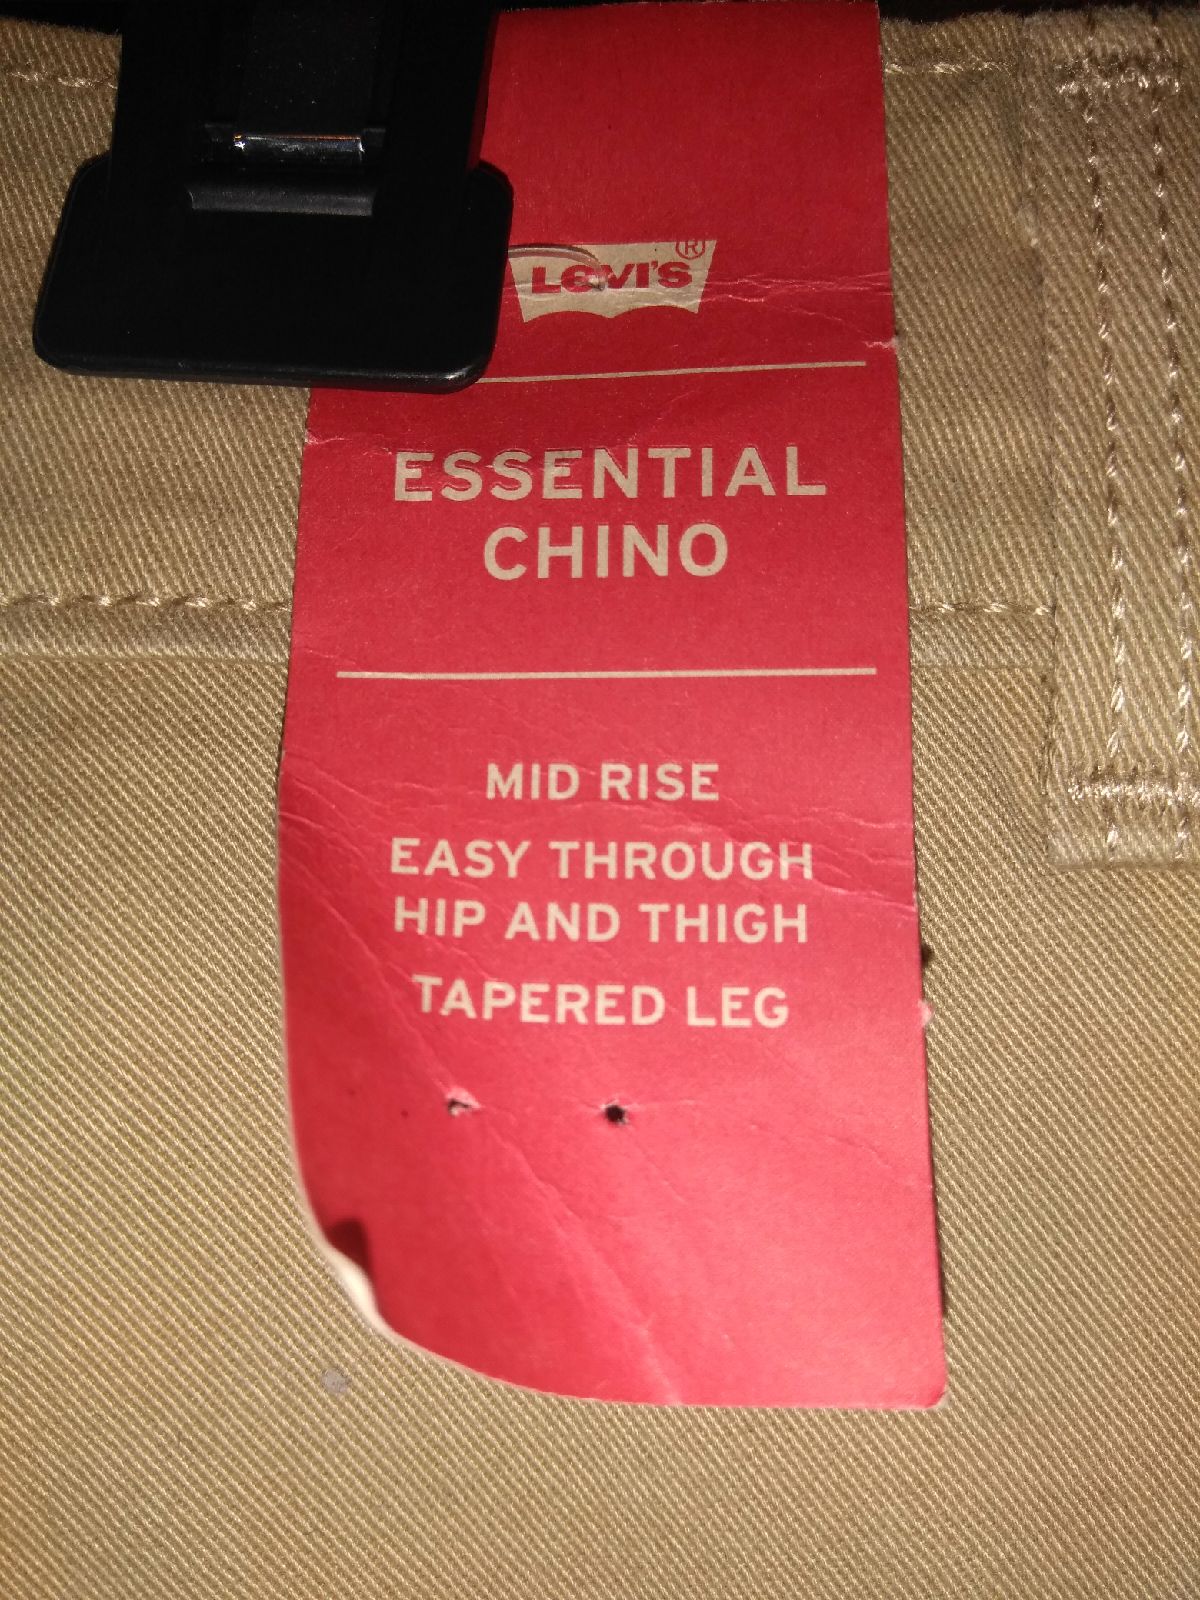 LEVI'S®
ESSENTIAL
CHINO
MID RISE
EASY THROUGH
HIP AND THIGH
TAPERED LEG